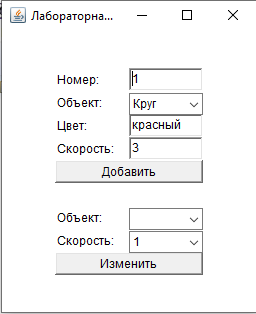 Лабораторна...
Номер: 1
Объект: Круг
Цвет: красный
Скорость: 3
Добавить
Объект:
Скорость: 1
Изменить